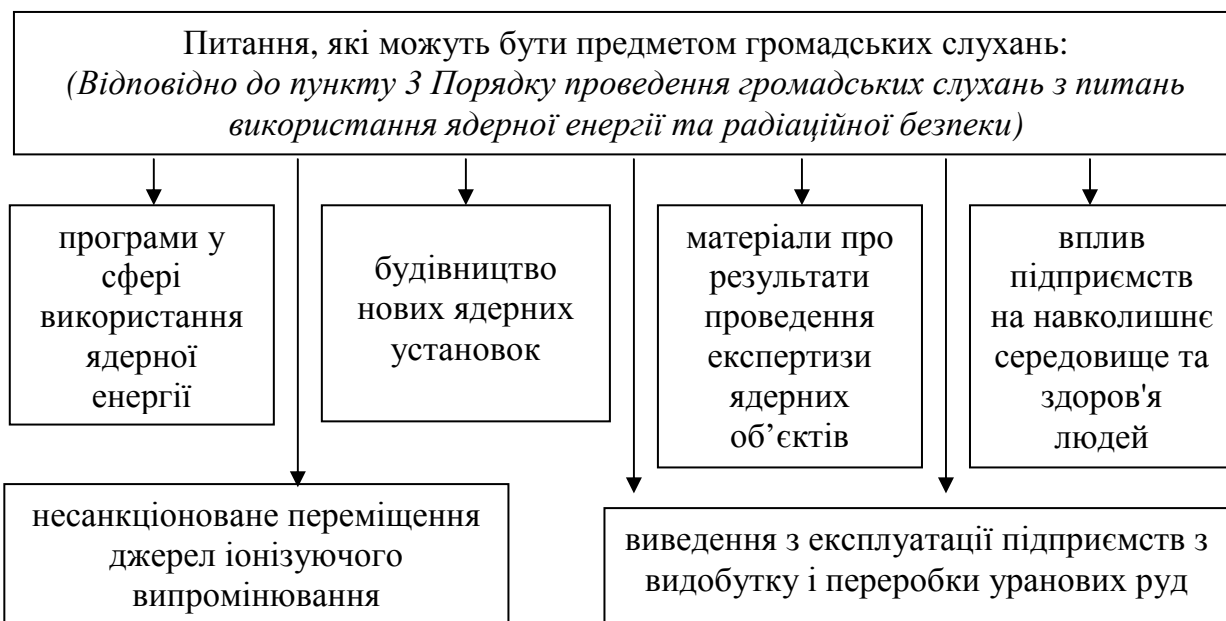 Питання, які можуть бути предметом громадських слухань:
(Відповідно до пункту 3 Порядку проведення громадських слухань з питань
використання ядерної енергії та радіаційної безпеки)
програми у
сфері
використання
ядерної
енергії
будівництво
нових ядерних
установок
матеріали про
результати
проведення
експертизи
ядерних
об’єктів
вплив
підприємств
на навколишнє
середовище та
здоров'я
людей
несанкціоноване переміщення
джерел іонізуючого
випромінювання
виведення з експлуатації підприємств з
видобутку і переробки уранових руд